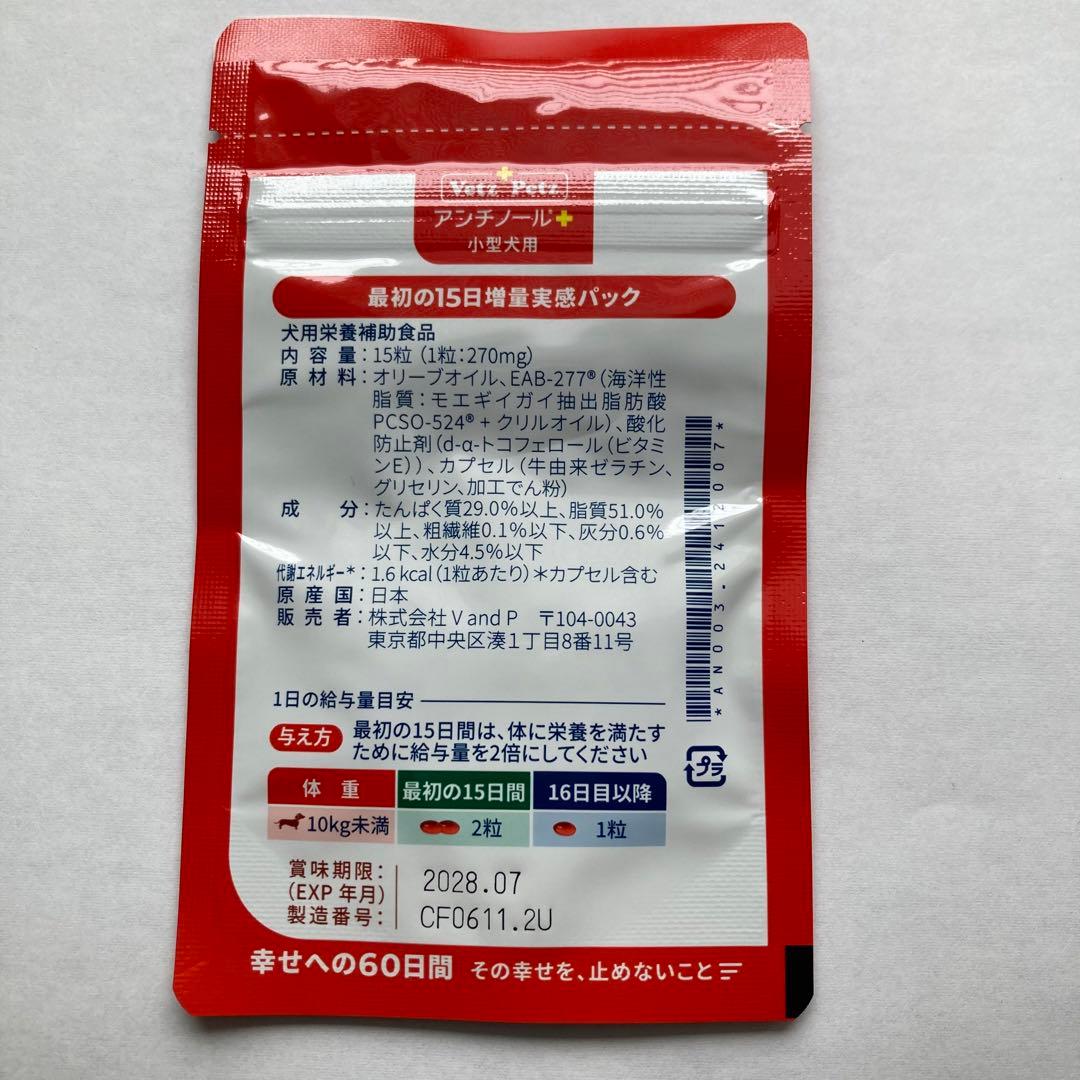 Vetz Petz
アンチノール+
小型犬用
最初の15日増量実感パック
犬用栄養補助食品
内容量：15粒（1粒：270mg）
原材料：オリーブオイル、EAB-277®（海洋性
脂質：モエギイガイ抽出脂肪酸
PCSO-524® + クリルオイル）、酸化
防止剤（d-α-トコフェロール（ビタミ
ンE））、カプセル（牛由来ゼラチン、
グリセリン、加工でん粉）
成分：たんぱく質29.0%以上、脂質51.0%
以上、粗繊維0.1%以下、灰分0.6%
以下、水分4.5%以下
代謝エネルギー＊：1.6 kcal（1粒あたり）＊カプセル含む
原産国：日本
販売者：株式会社 V and P 〒104-0043
東京都中央区湊1丁目8番11号
*AN003.2412007*
1日の給与量目安
与え方 最初の15日間は、体に栄養を満たす
ために給与量を2倍にしてください
プラ
体重 最初の15日間 16日目以降
10kg未満 2粒 1粒
賞味期限： 2028.07
（EXP 年月）
製造番号： CF0611.2U
幸せへの60日間 その幸せを、止めないこと